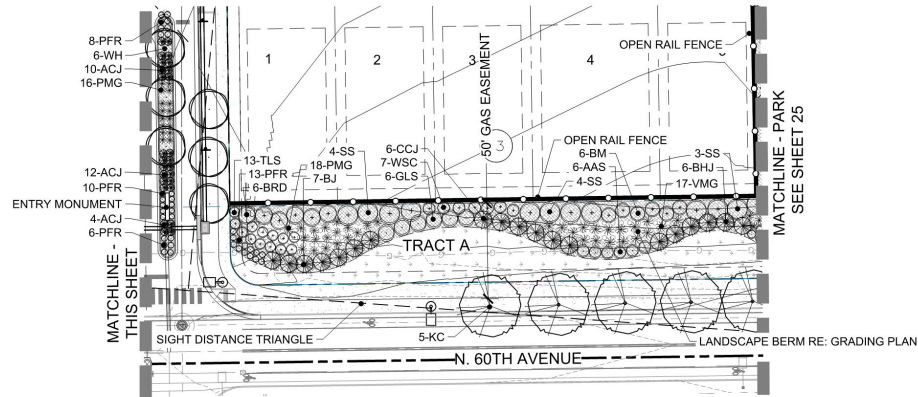 8-PFR
6-WH
10-ACJ
16-PMG
12-ACJ
10-PFR
ENTRY MONUMENT
4-ACJ
6-PFR
MATCHLINE -
THIS SHEET
1
2
3
4
50' GAS EASEMENT
3
OPEN RAIL FENCE
MATCHLINE - PARK
SEE SHEET 25
13-TLS
13-PFR
6-BRD
4-SS
18-PMG
7-BJ
6-CCJ
7-WSC
6-GLS
OPEN RAIL FENCE
6-BM
6-AAS
4-SS
3-SS
6-BHJ
17-VMG
TRACT A
SIGHT DISTANCE TRIANGLE
5-KC
LANDSCAPE BERM RE: GRADING PLAN
N. 60TH AVENUE